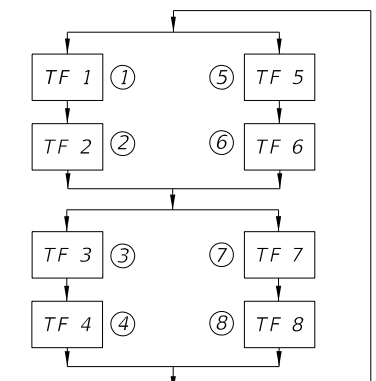 TF 1 ① ⑤ TF 5
TF 2 ② ⑥ TF 6
TF 3 ③ ⑦ TF 7
TF 4 ④ ⑧ TF 8